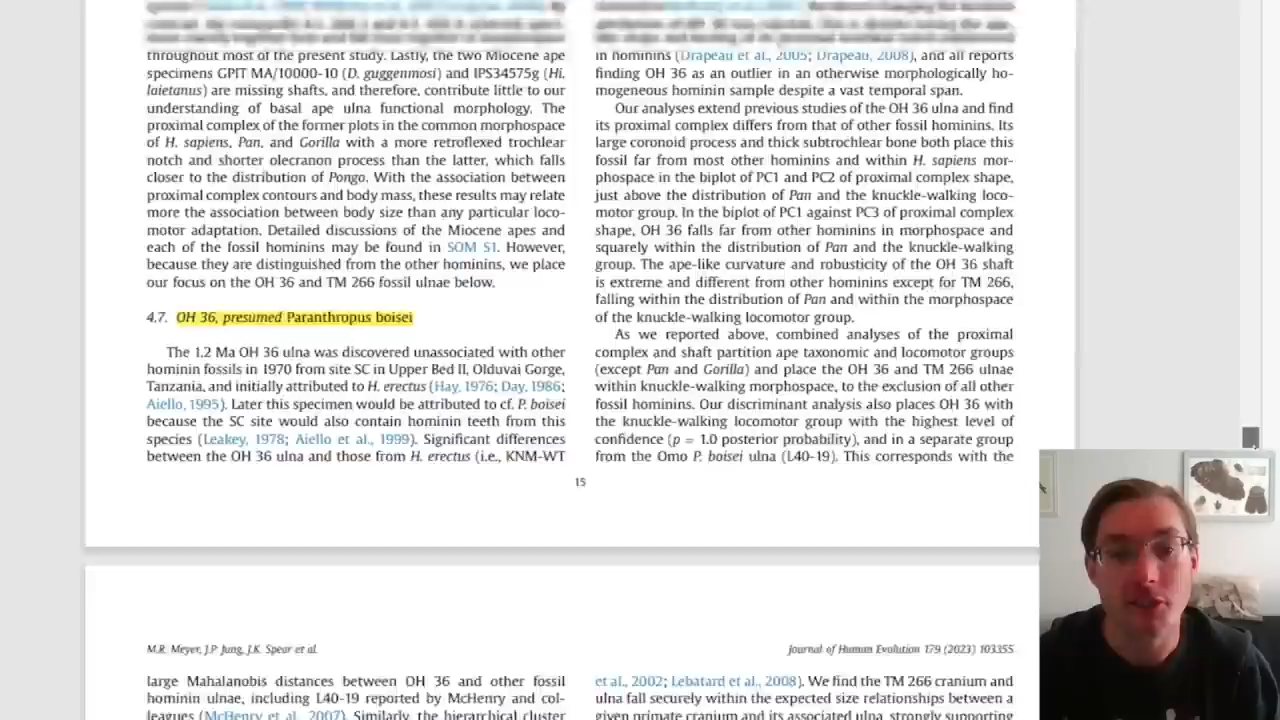 throughout most of the present study. Lastly, the two Miocene ape
specimens GPIT MA/10000-10 (D. guggenmosi) and IPS34575g (Hi.
laietanus) are missing shafts, and therefore, contribute little to our
understanding of basal ape ulna functional morphology. The
proximal complex of the former plots in the common morphospace
of H. sapiens, Pan, and Gorilla with a more retroflexed trochlear
notch and shorter olecranon process than the latter, which falls
closer to the distribution of Pongo. With the association between
proximal complex contours and body mass, these results may relate
more the association between body size than any particular loco-
motor adaptation. Detailed discussions of the Miocene apes and
each of the fossil hominins may be found in SOM S1. However,
because they are distinguished from the other hominins, we place
our focus on the OH 36 and TM 266 fossil ulnae below.
4.7. OH 36, presumed Paranthropus boisei
The 1.2 Ma OH 36 ulna was discovered unassociated with other
hominin fossils in 1970 from site SC in Upper Bed II, Olduvai Gorge,
Tanzania, and initially attributed to H. erectus (Hay, 1976; Day, 1986;
Aiello, 1995). Later this specimen would be attributed to cf. P. boisei
because the SC site would also contain hominin teeth from this
species (Leakey, 1978; Aiello et al., 1999). Significant differences
between the OH 36 ulna and those from H. erectus (i.e., KNM-WT
in hominins (Drapeau et al., 2005; Drapeau, 2008), and all reports
finding OH 36 as an outlier in an otherwise morphologically ho-
mogeneous hominin sample despite a vast temporal span.
Our analyses extend previous studies of the OH 36 ulna and find
its proximal complex differs from that of other fossil hominins. Its
large coronoid process and thick subtrochlear bone both place this
fossil far from most other hominins and within H. sapiens mor-
phospace in the biplot of PC1 and PC2 of proximal complex shape,
just above the distribution of Pan and the knuckle-walking loco-
motor group. In the biplot of PC1 against PC3 of proximal complex
shape, OH 36 falls far from other hominins in morphospace and
squarely within the distribution of Pan and the knuckle-walking
group. The ape-like curvature and robusticity of the OH 36 shaft
is extreme and different from other hominins except for TM 266,
falling within the distribution of Pan and within the morphospace
of the knuckle-walking locomotor group.
As we reported above, combined analyses of the proximal
complex and shaft partition ape taxonomic and locomotor groups
(except Pan and Gorilla) and place the OH 36 and TM 266 ulnae
within knuckle-walking morphospace, to the exclusion of all other
fossil hominins. Our discriminant analysis also places OH 36 with
the knuckle-walking locomotor group with the highest level of
confidence (p = 1.0 posterior probability), and in a separate group
from the Omo P. boisei ulna (L40-19). This corresponds with the
15
M.R. Meyer, J.P. Jung, J.K. Spear et al.
Journal of Human Evolution 179 (2023) 103355
large Mahalanobis distances between OH 36 and other fossil
hominin ulnae, including L40-19 reported by McHenry and col-
leagues (McHenry et al., 2007). Similarly, the hierarchical cluster
et al., 2002; Lebatard et al., 2008). We find the TM 266 cranium and
ulna fall securely within the expected size relationships between a
given primate cranium and its associated ulna, strongly supporting